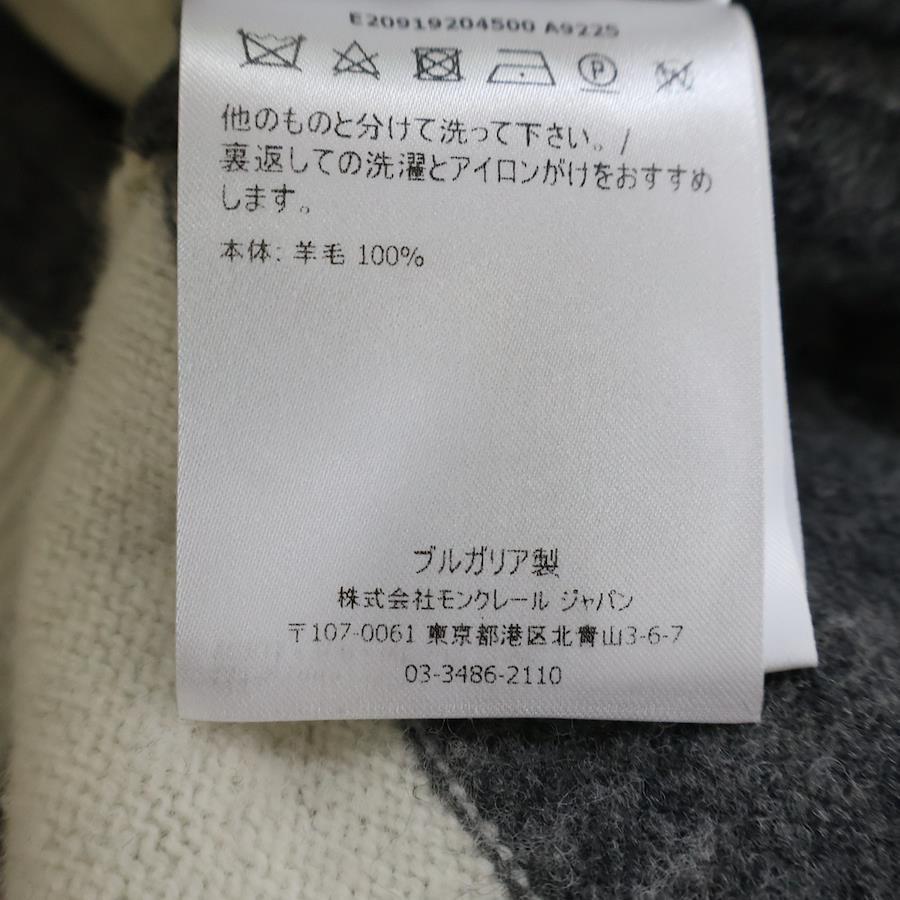 E20919204500 A9225
P
他のものと分けて洗って下さい。/
裏返しての洗濯とアイロンがけをおすすめ
します。
本体: 羊毛 100%
ブルガリア製
株式会社モンクレール ジャパン
〒107-0061 東京都港区北青山3-6-7
03-3486-2110